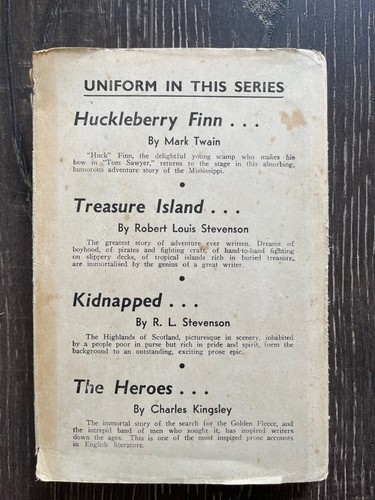 UNIFORM IN THIS SERIES
Huckleberry Finn . . .
By Mark Twain
"Huck" Finn, the delightful young scamp who makes his
bow in "Tom Sawyer," returns to the stage in this absorbing,
humorous adventure story of the Mississippi.
•
Treasure Island . . .
By Robert Louis Stevenson
The greatest story of adventure ever written. Dreams of
boyhood, of pirates and fighting craft, of hand-to-hand fighting
on slippery decks, of tropical islands rich in buried treasure,
are immortalised by the genius of a great writer.
•
Kidnapped . . .
By R. L. Stevenson
The Highlands of Scotland, picturesque in scenery, inhabited
by a people poor in purse but rich in pride and spirit, form the
background to an outstanding, exciting prose epic.
•
The Heroes . . .
By Charles Kingsley
The immortal story of the search for the Golden Fleece, and
the intrepid band of men who sought it, has inspired writers
down the ages. This is one of the most inspired prose accounts
in English literature.